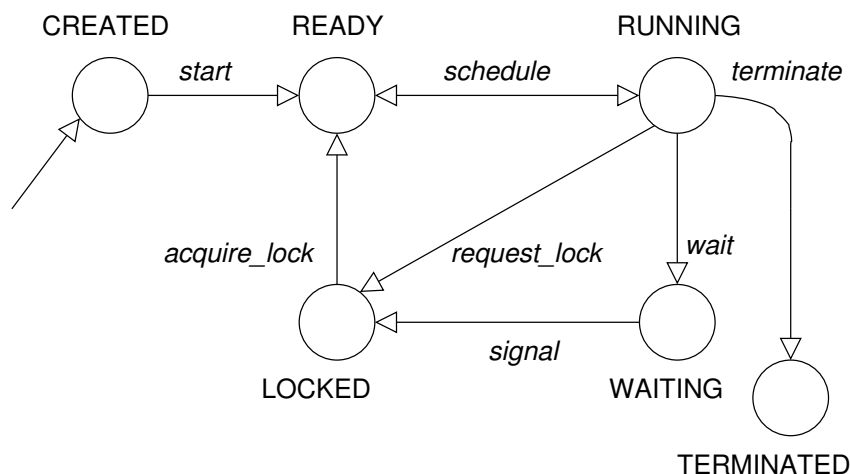 CREATED
READY
RUNNING
start
schedule
terminate
acquire_lock
request_lock
wait
signal
LOCKED
WAITING
TERMINATED